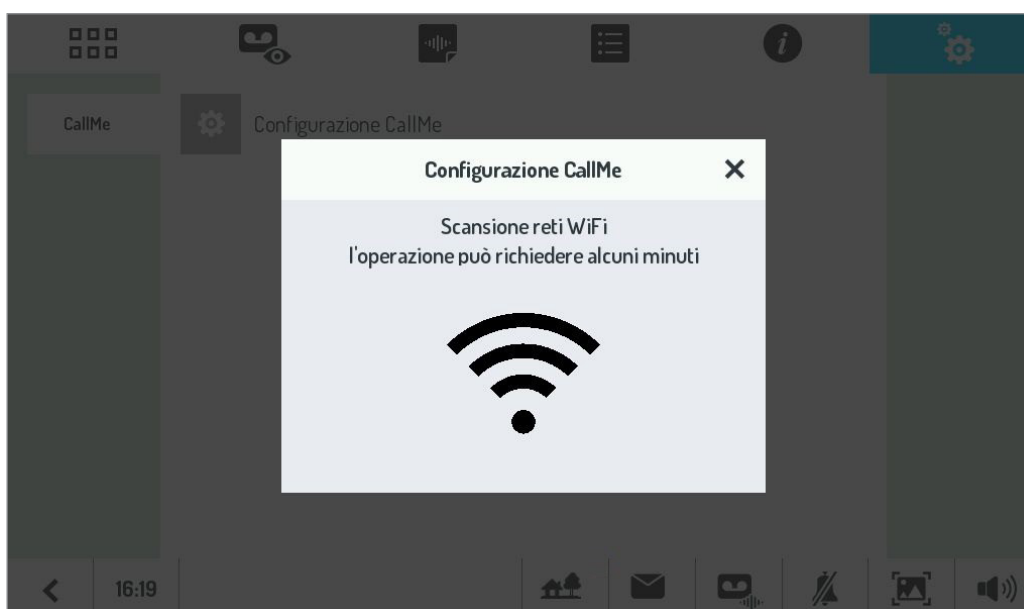 CallMe
Configurazione CallMe
Configurazione CallMe
Scansione reti WiFi
l'operazione può richiedere alcuni minuti
16:19